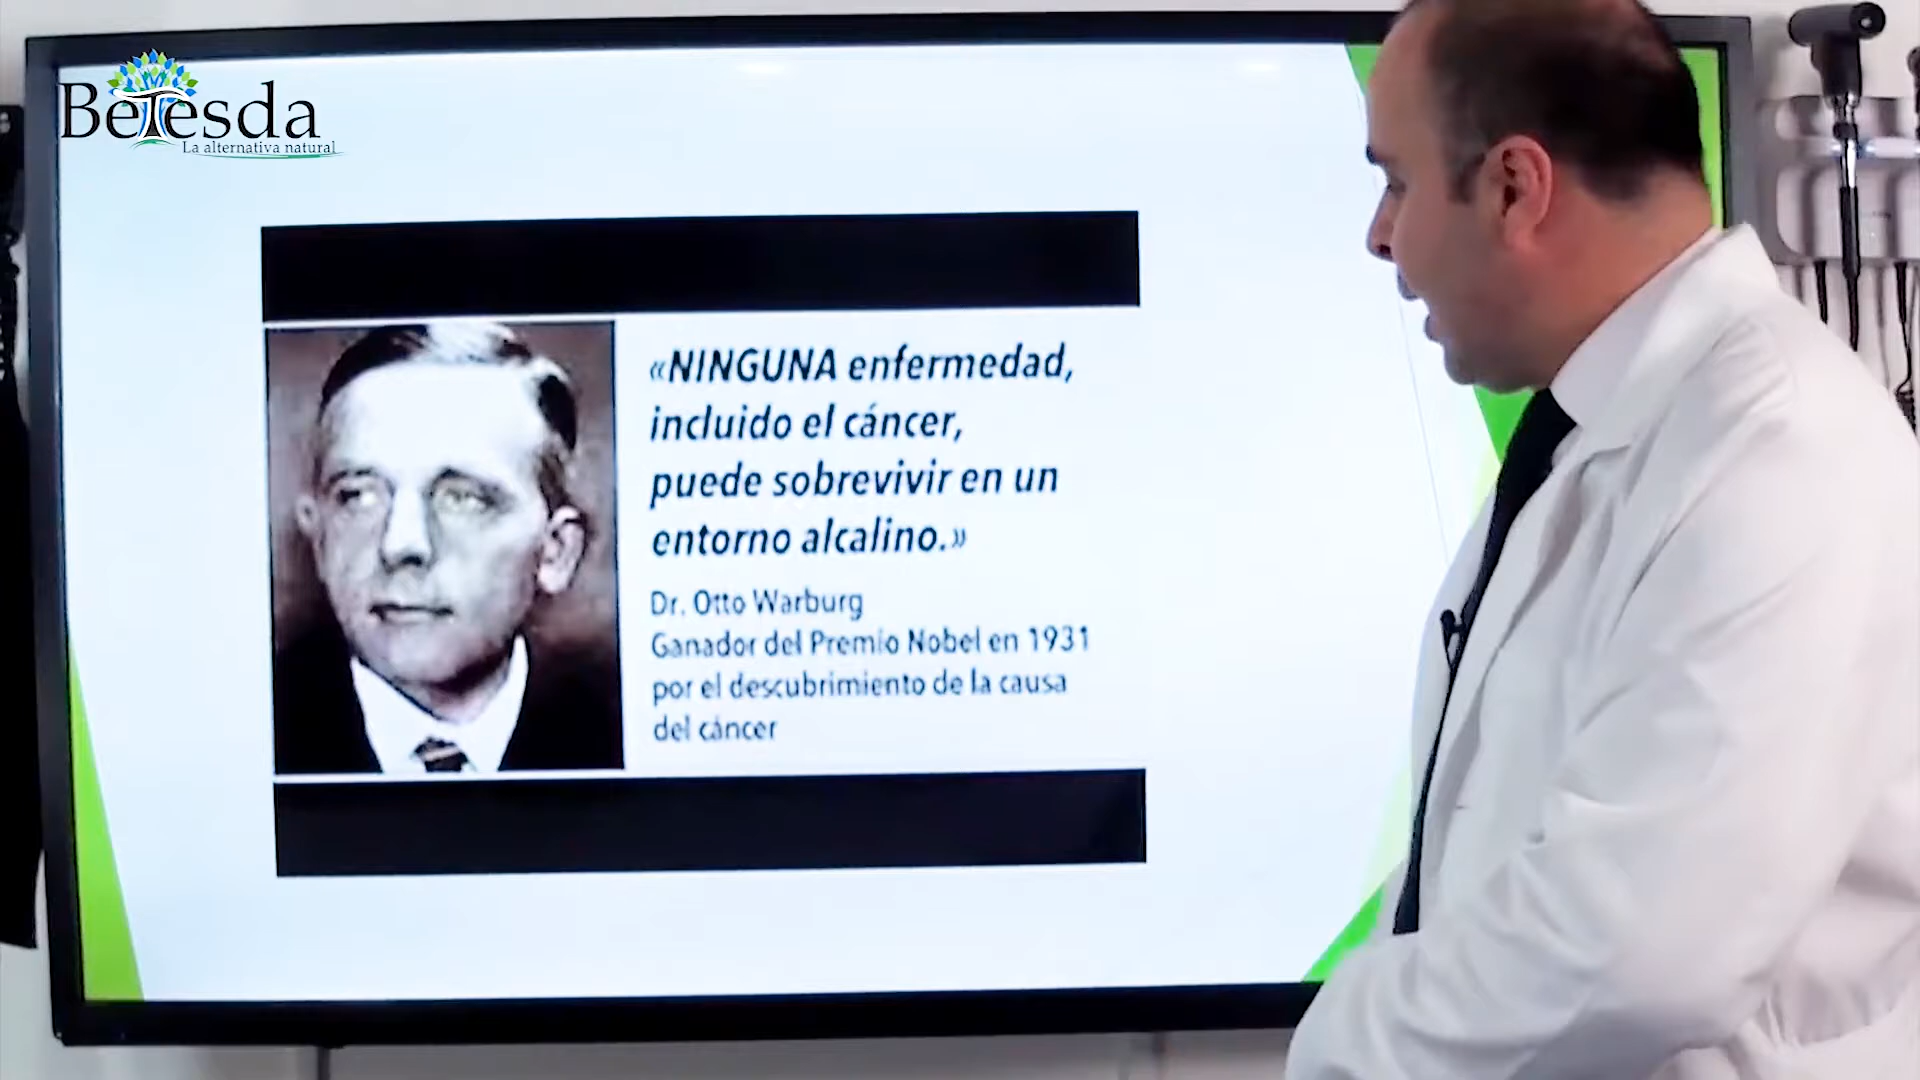 Betesda
La alternativa natural
«NINGUNA enfermedad,
incluido el cáncer,
puede sobrevivir en un
entorno alcalino.»
Dr. Otto Warburg
Ganador del Premio Nobel en 1931
por el descubrimiento de la causa
del cáncer